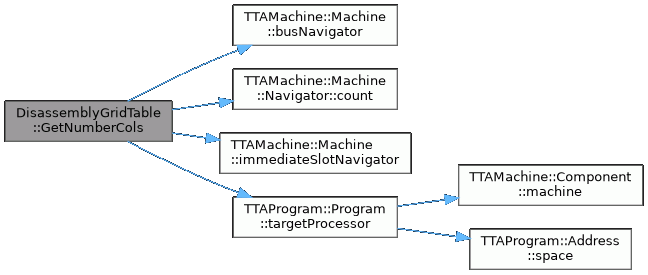 TTAMachine::Machine
::busNavigator
TTAMachine::Machine
::Navigator::count
DisassemblyGridTable
::GetNumberCols
TTAMachine::Machine
::immediateSlotNavigator
TTAProgram::Program
::targetProcessor
TTAMachine::Component
::machine
TTAProgram::Address
::space